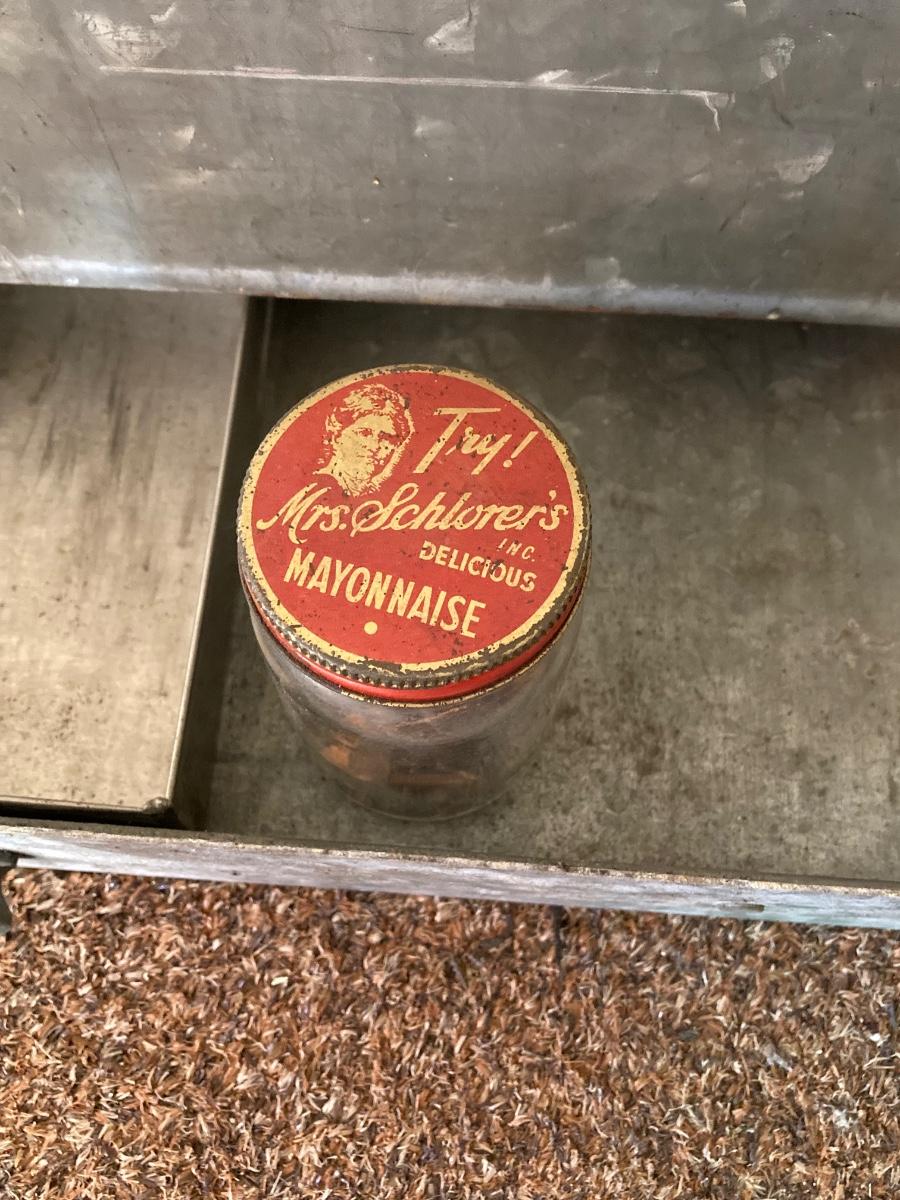 Try!
Mrs. Schlorer's
INC.
DELICIOUS
MAYONNAISE